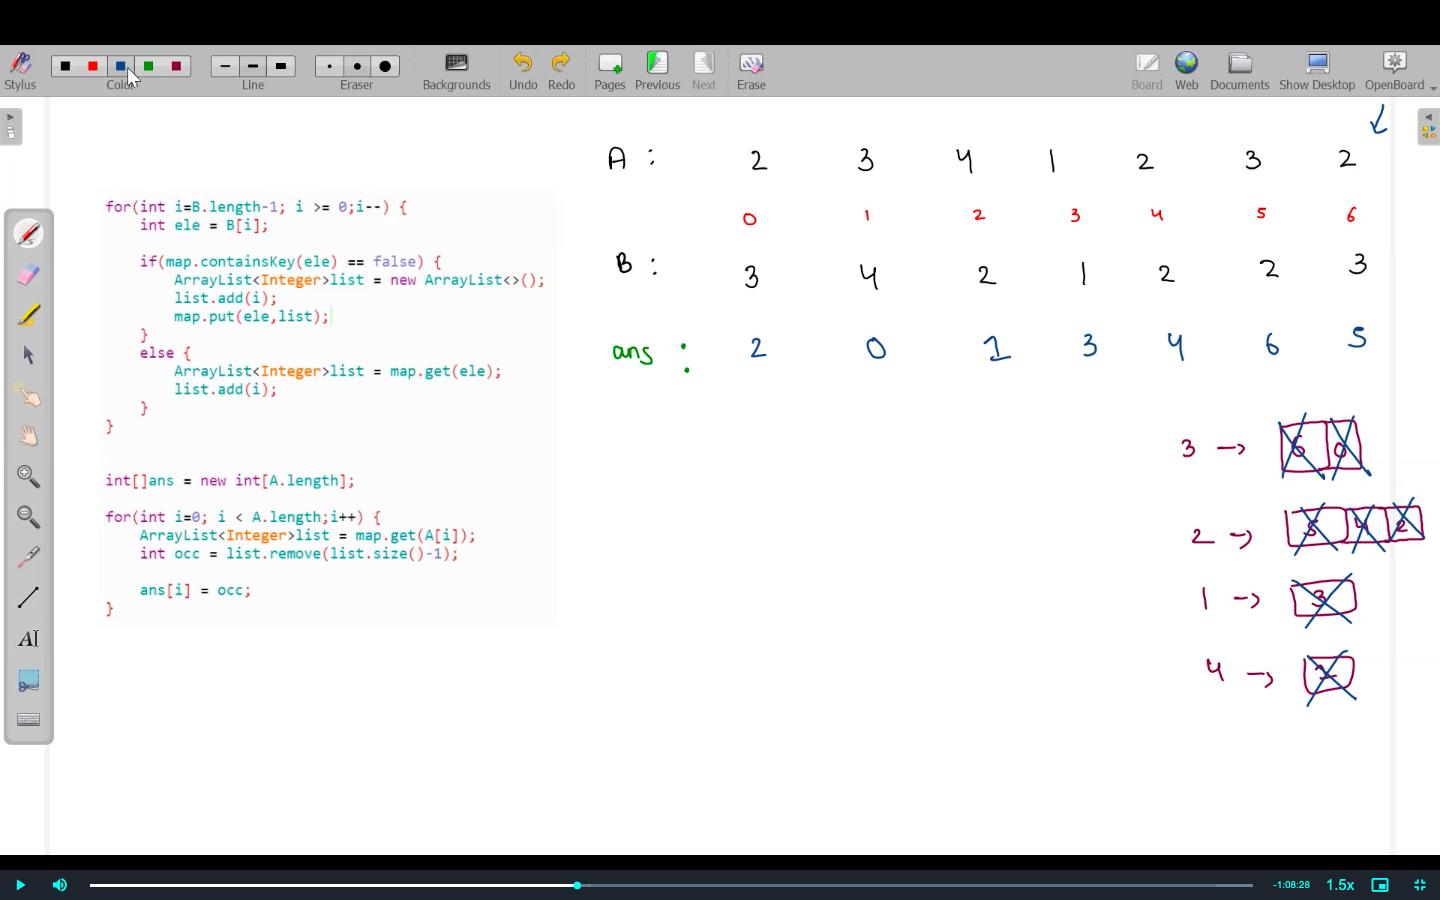 Stylus Color Line Eraser Backgrounds Undo Redo Pages Previous Next Erase Board Web Documents Show Desktop OpenBoard
for(int i=B.length-1; i >= 0;i--) {
int ele = B[i];
if(map.containsKey(ele) == false) {
ArrayList<Integer>list = new ArrayList<>();
list.add(i);
map.put(ele,list);
}
else {
ArrayList<Integer>list = map.get(ele);
list.add(i);
}
}
int[]ans = new int[A.length];
for(int i=0; i < A.length;i++) {
ArrayList<Integer>list = map.get(A[i]);
int occ = list.remove(list.size()-1);
ans[i] = occ;
}
A : 2 3 4 1 2 3 2
0 1 2 3 4 5 6
B : 3 4 2 1 2 2 3
ans : 2 0 1 3 4 6 5
3 → 6 0
2 → 5 4 2
1 → 3
4 → 1
AI
-1:08:28 1.5x